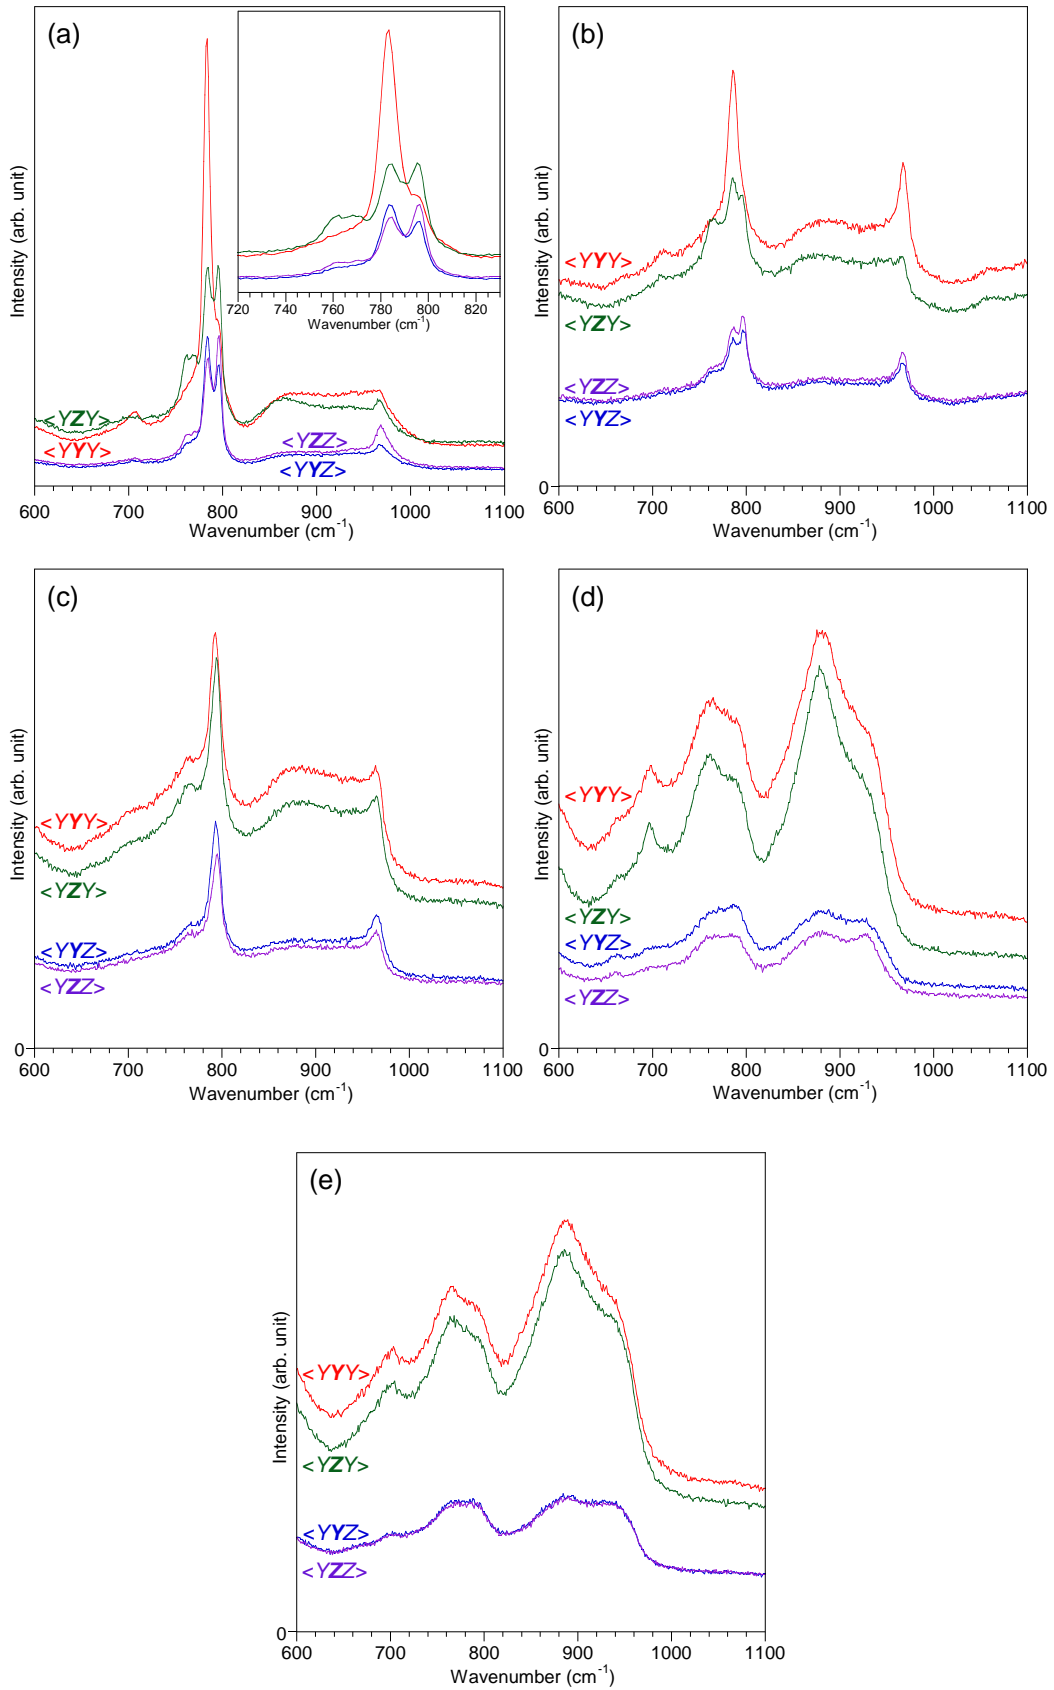 (a)
Intensity (arb. unit)
<YZY>
<YYY>
<YZZ>
<YYZ>
600 700 800 900 1000 1100
Wavenumber (cm-1)
720 740 760 780 800 820
Wavenumber (cm-1)
(b)
Intensity (arb. unit)
<YYY>
<YZY>
<YZZ>
<YYZ>
0
600 700 800 900 1000 1100
Wavenumber (cm-1)
(c)
Intensity (arb. unit)
<YYY>
<YZY>
<YYZ>
<YZZ>
0
600 700 800 900 1000 1100
Wavenumber (cm-1)
(d)
Intensity (arb. unit)
<YYY>
<YZY>
<YYZ>
<YZZ>
0
600 700 800 900 1000 1100
Wavenumber (cm-1)
(e)
Intensity (arb. unit)
<YYY>
<YZY>
<YYZ>
<YZZ>
0
600 700 800 900 1000 1100
Wavenumber (cm-1)